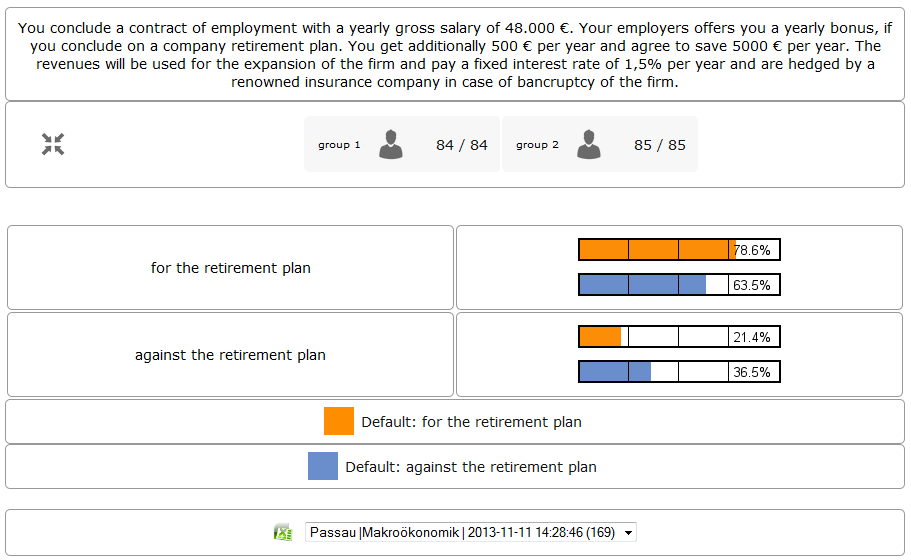 You conclude a contract of employment with a yearly gross salary of 48.000 €. Your employers offers you a yearly bonus, if
you conclude on a company retirement plan. You get additionally 500 € per year and agree to save 5000 € per year. The
revenues will be used for the expansion of the firm and pay a fixed interest rate of 1,5% per year and are hedged by a
renowned insurance company in case of bancruptcy of the firm.
group 1 84 / 84 group 2 85 / 85
for the retirement plan
78.6%
63.5%
against the retirement plan
21.4%
36.5%
Default: for the retirement plan
Default: against the retirement plan
Passau |Makroökonomik | 2013-11-11 14:28:46 (169)